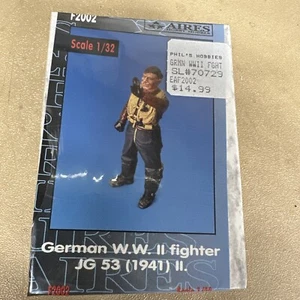 F2002
AIRES
Scale 1/32
PHIL'S HOBBIES
GRMN WWII FGHT
SL#70729
EAF2002
$14.99
German W.W. II fighter
JG 53 (1941) II.
F2002